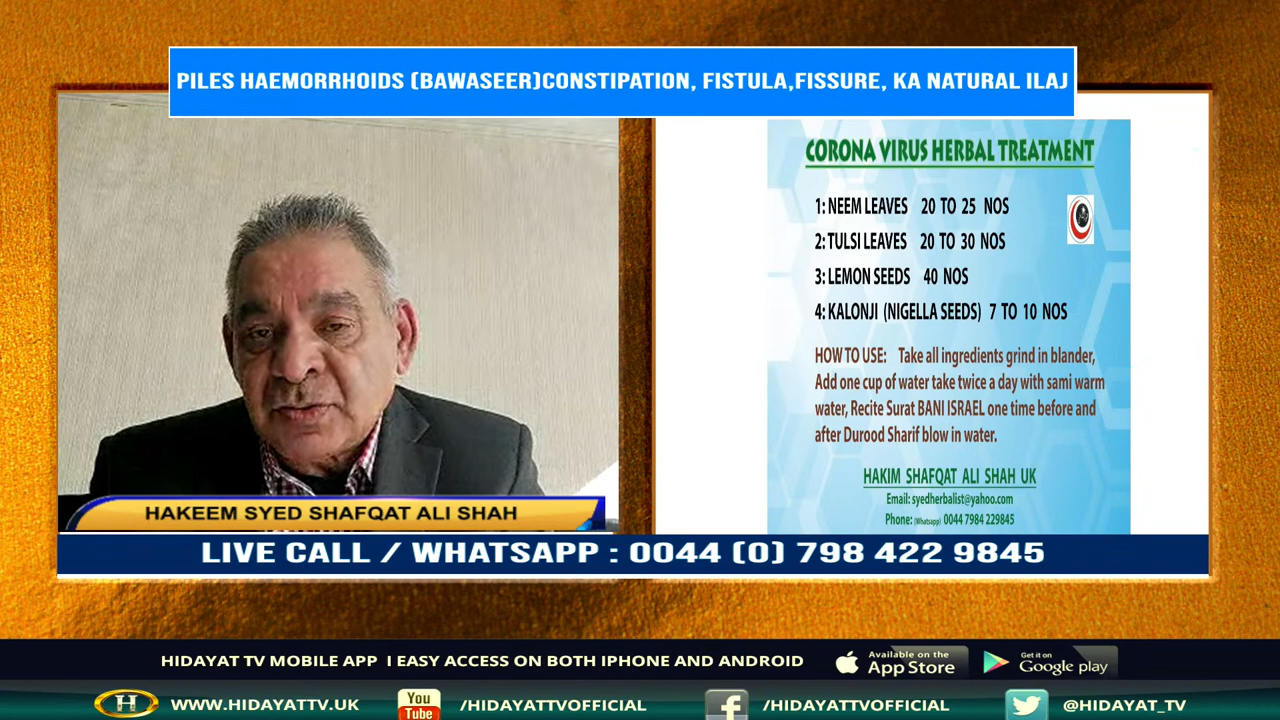 PILES HAEMORRHOIDS (BAWASEER)CONSTIPATION, FISTULA,FISSURE, KA NATURAL ILAJ
CORONA VIRUS HERBAL TREATMENT
1: NEEM LEAVES 20 TO 25 NOS
2: TULSI LEAVES 20 TO 30 NOS
3: LEMON SEEDS 40 NOS
4: KALONJI (NIGELLA SEEDS) 7 TO 10 NOS
HOW TO USE: Take all ingredients grind in blander,
Add one cup of water take twice a day with sami warm
water, Recite Surat BANI ISRAEL one time before and
after Durood Sharif blow in water.
HAKIM SHAFQAT ALI SHAH UK
Email: syedherbalist@yahoo.com
Phone: (Whatsapp) 0044 7984 229845
HAKEEM SYED SHAFQAT ALI SHAH
LIVE CALL / WHATSAPP : 0044 (0) 798 422 9845
HIDAYAT TV MOBILE APP I EASY ACCESS ON BOTH IPHONE AND ANDROID
Available on the
App Store
Get it on
Google play
H
WWW.HIDAYATTV.UK
You
Tube
/HIDAYATTVOFFICIAL
f
/HIDAYATTVOFFICIAL
@HIDAYAT_TV